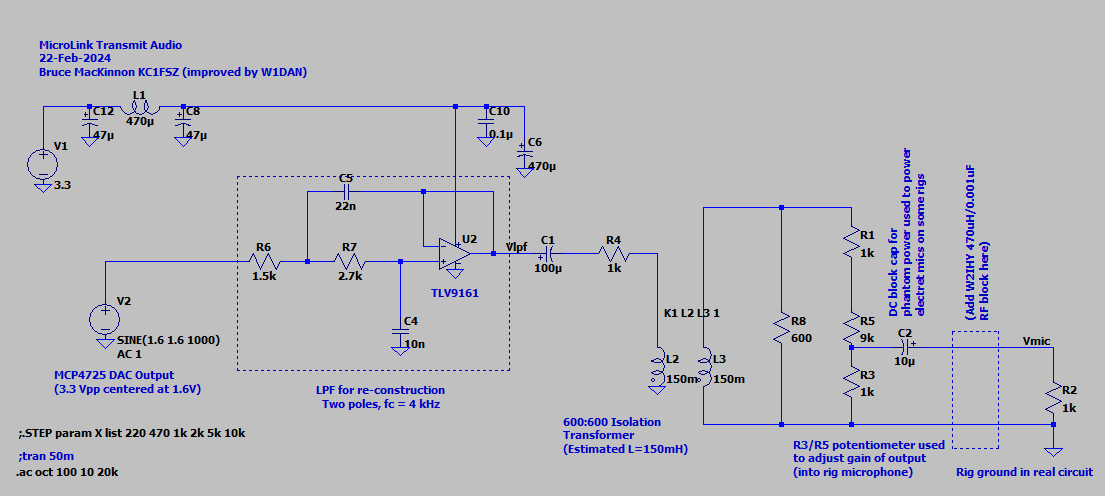 MicroLink Transmit Audio
22-Feb-2024
Bruce MacKinnon KC1FSZ (improved by W1DAN)
L1
470µ
C12
47µ
C8
47µ
C10
0.1µ
C6
470µ
V1
3.3
C5
22n
U2
TLV9161
R6
1.5k
R7
2.7k
C4
10n
V2
SINE(1.6 1.6 1000)
AC 1
MCP4725 DAC Output
(3.3 Vpp centered at 1.6V)
LPF for re-construction
Two poles, fc = 4 kHz
Vlpf
C1
100µ
R4
1k
K1 L2 L3 1
L2
150m
L3
150m
600:600 Isolation
Transformer
(Estimated L=150mH)
R8
600
R1
1k
R5
9k
R3
1k
DC block cap for
phantom power used to power
electret mics on some rigs
C2
10µ
(Add W2IHY 470uH/0.001uF
RF block here)
Vmic
R2
1k
R3/R5 potentiometer used
to adjust gain of output
(into rig microphone)
Rig ground in real circuit
;.STEP param X list 220 470 1k 2k 5k 10k
;tran 50m
.ac oct 100 10 20k